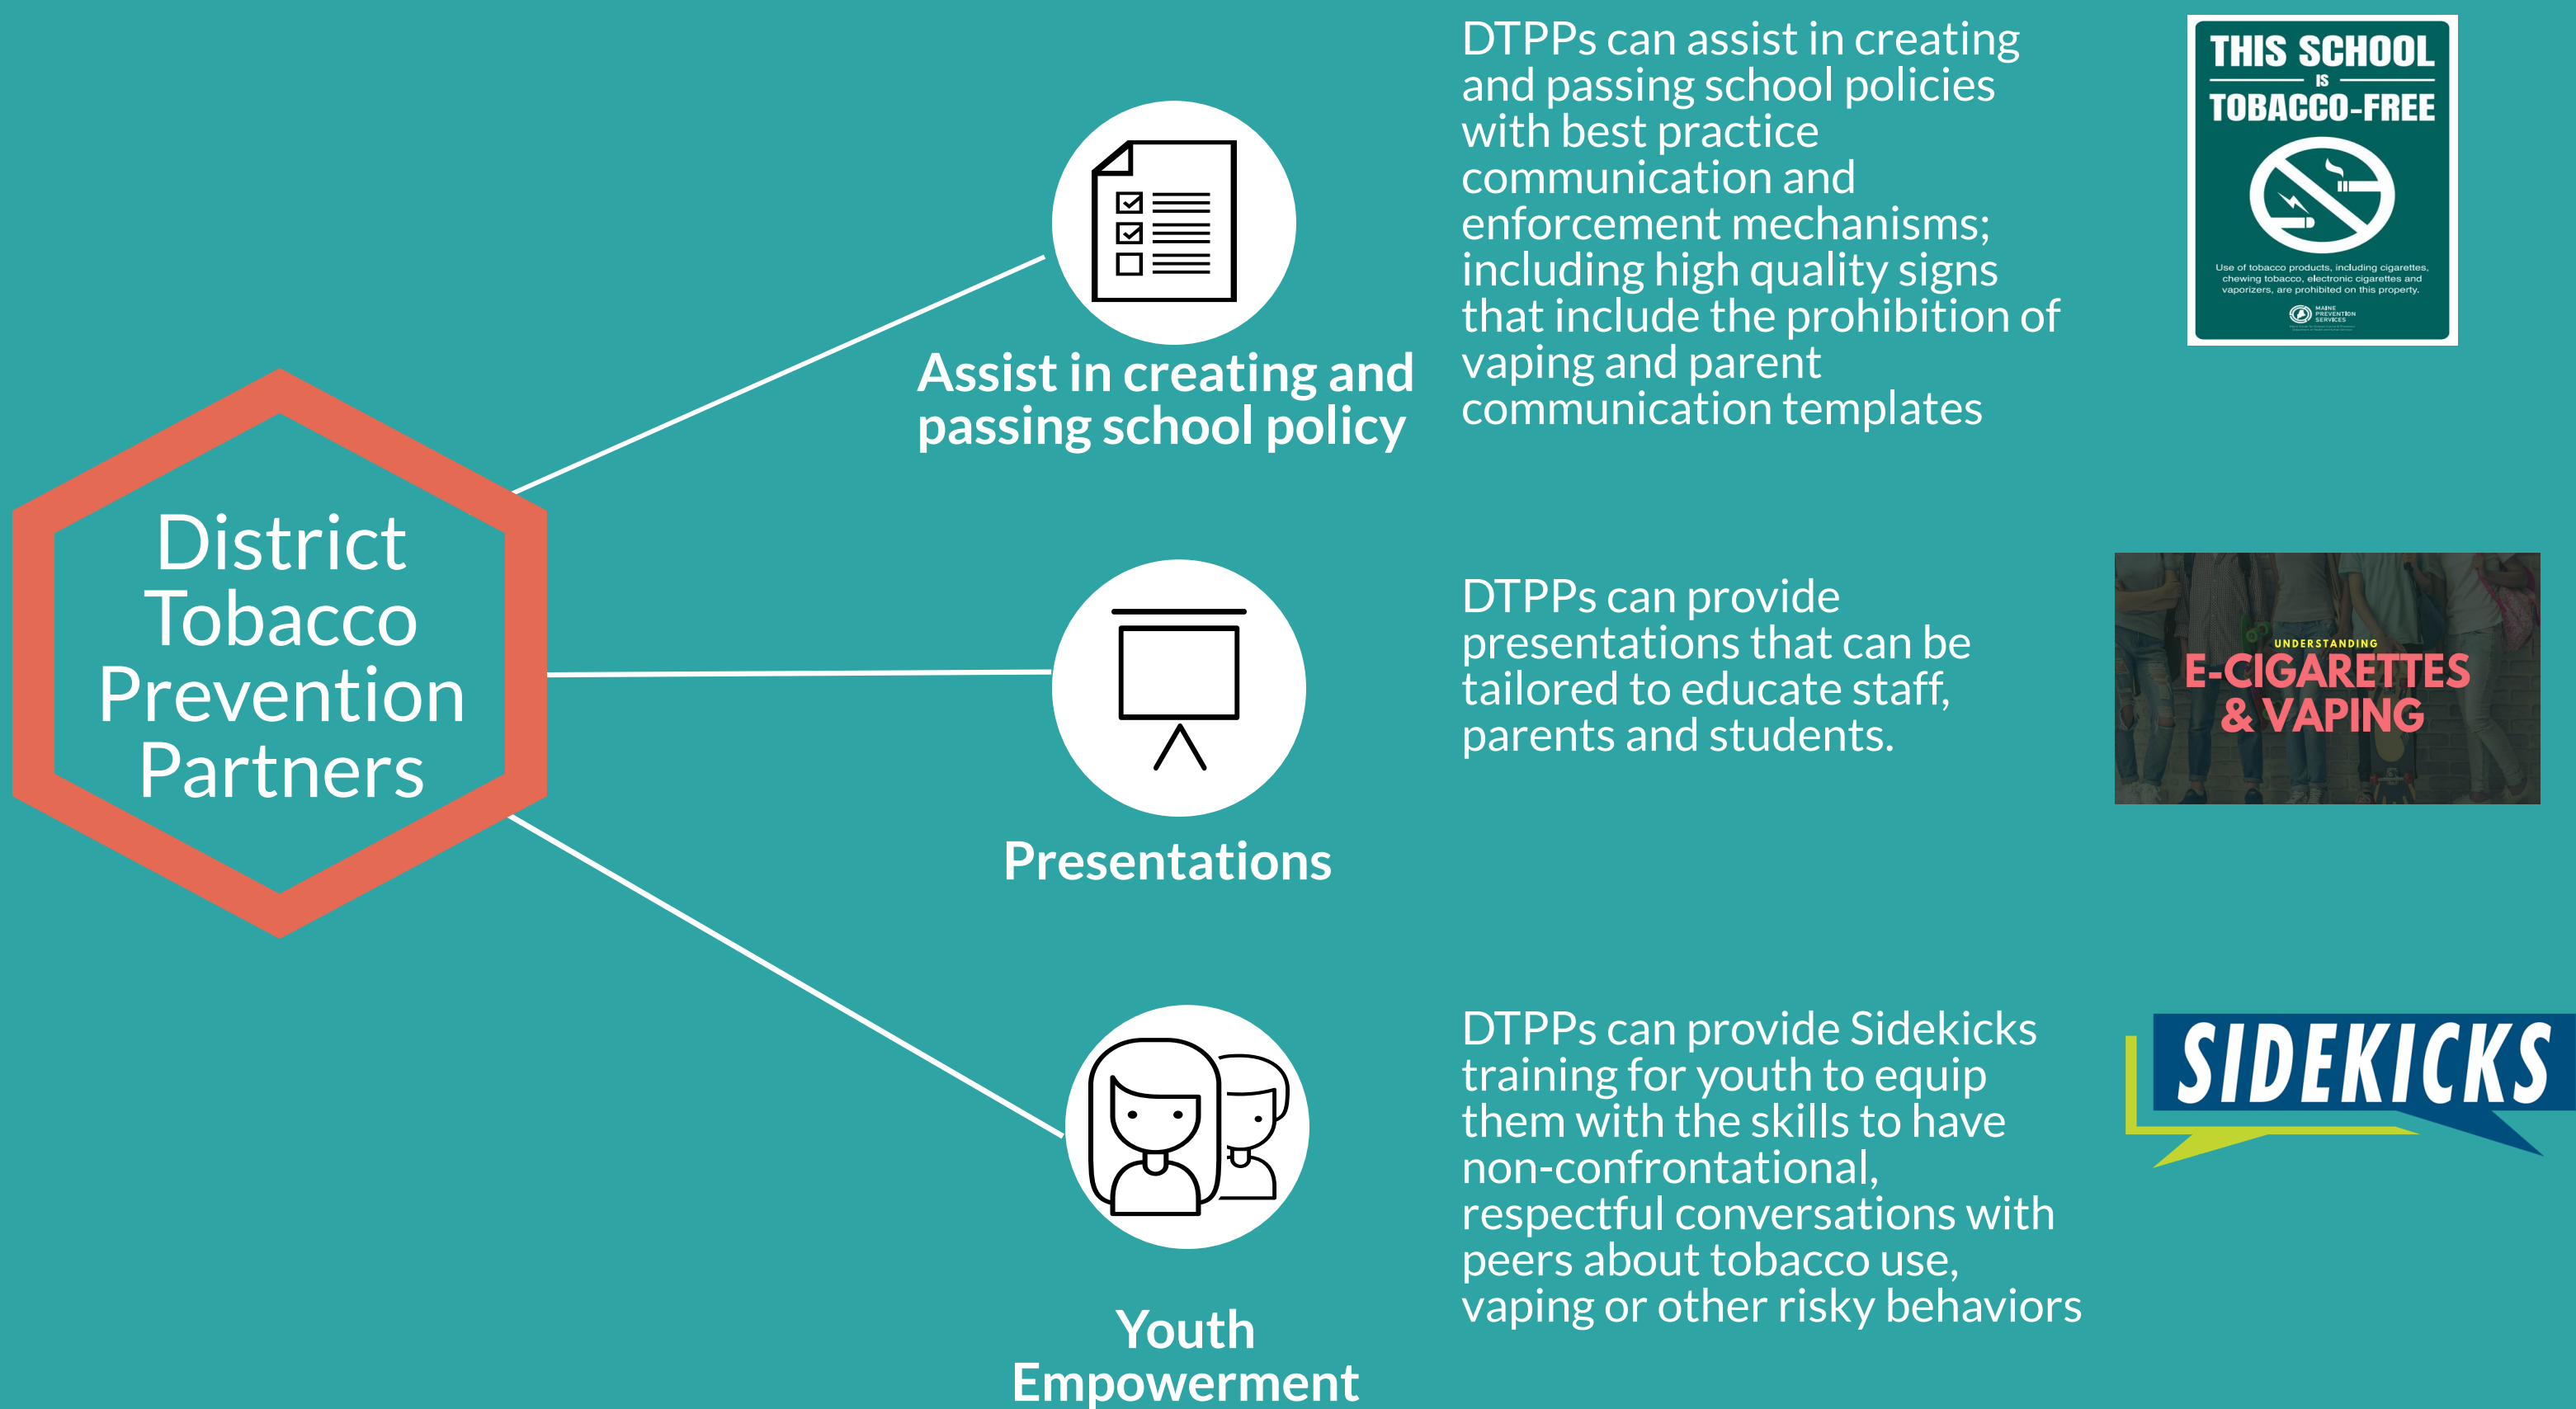 District
Tobacco
Prevention
Partners
Assist in creating and
passing school policy
DTPPs can assist in creating
and passing school policies
with best practice
communication and
enforcement mechanisms;
including high quality signs
that include the prohibition of
vaping and parent
communication templates
THIS SCHOOL
IS
TOBACCO-FREE
Use of tobacco products, including cigarettes,
chewing tobacco, electronic cigarettes and
vaporizers, are prohibited on this property.
MAINE
PREVENTION
SERVICES
Presentations
DTPPs can provide
presentations that can be
tailored to educate staff,
parents and students.
UNDERSTANDING
E-CIGARETTES
& VAPING
Youth
Empowerment
DTPPs can provide Sidekicks
training for youth to equip
them with the skills to have
non-confrontational,
respectful conversations with
peers about tobacco use,
vaping or other risky behaviors
SIDEKICKS